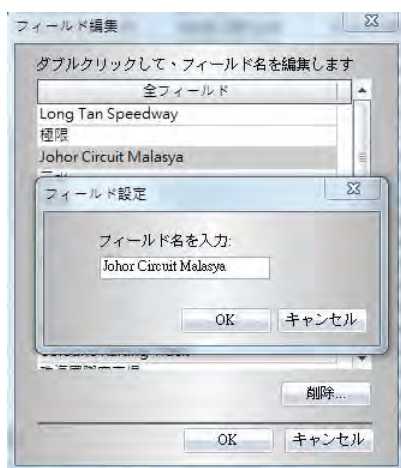 フィールド編集
ダブルクリックして、フィールド名を編集します
全フィールド
Long Tan Speedway
極限
Johor Circuit Malasya
フィールド設定
フィールド名を入力:
Johor Circuit Malasya
OK キャンセル
削除...
OK キャンセル